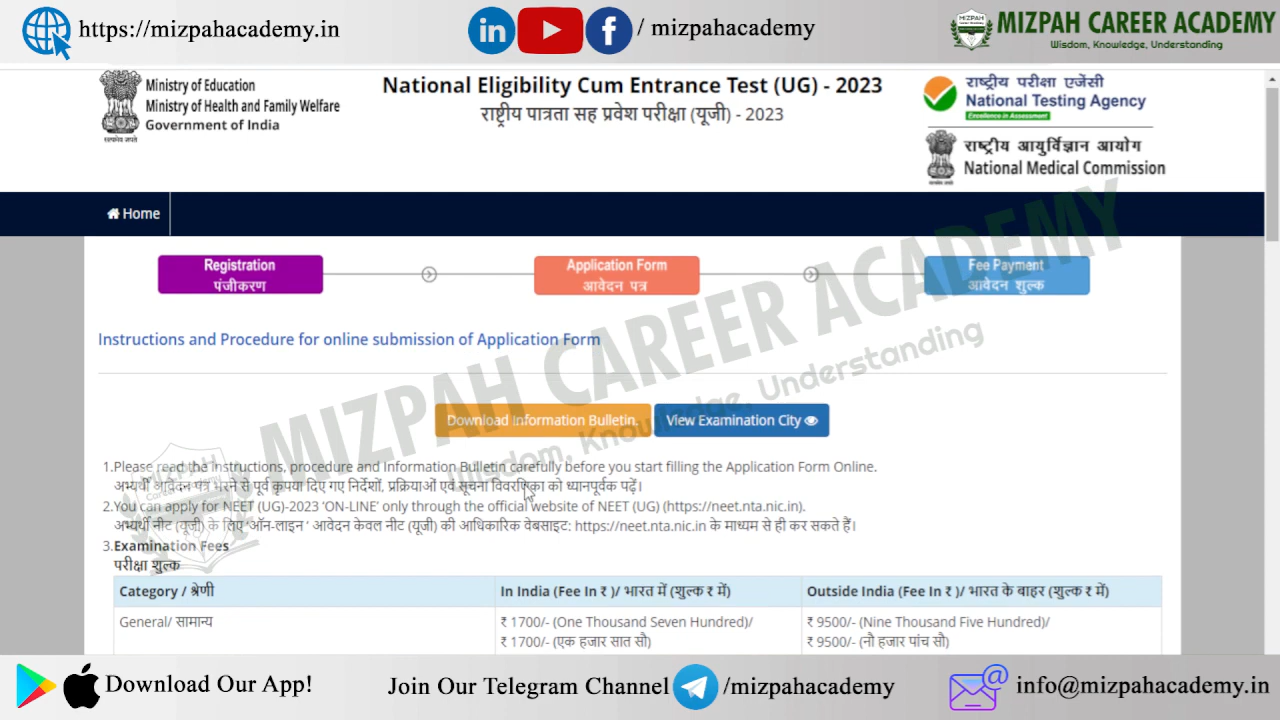 https://mizpahacademy.in
/ mizpahacademy
MIZPAH CAREER ACADEMY
Wisdom, Knowledge, Understanding
Ministry of Education
Ministry of Health and Family Welfare
Government of India
सत्यमेव जयते
National Eligibility Cum Entrance Test (UG) - 2023
राष्ट्रीय पात्रता सह प्रवेश परीक्षा (यूजी) - 2023
राष्ट्रीय परीक्षा एजेंसी
National Testing Agency
Excellence in Assessment
राष्ट्रीय आयुर्विज्ञान आयोग
National Medical Commission
Home
Registration
पंजीकरण
Application Form
आवेदन पत्र
Fee Payment
आवेदन शुल्क
Instructions and Procedure for online submission of Application Form
Download Information Bulletin.
View Examination City
MIZPAH CAREER ACADEMY
Wisdom, Knowledge, Understanding
1.Please read the Instructions, procedure and Information Bulletin carefully before you start filling the Application Form Online.
अभ्यर्थी आवेदन पत्र भरने से पूर्व कृपया दिए गए निर्देशों, प्रक्रियाओं एवं सूचना विवरणिका को ध्यानपूर्वक पढ़ें।
2.You can apply for NEET (UG)-2023 ‘ON-LINE’ only through the official website of NEET (UG) (https://neet.nta.nic.in).
अभ्यर्थी नीट (यूजी) के लिए ‘ऑन-लाइन ’ आवेदन केवल नीट (यूजी) की आधिकारिक वेबसाइट: https://neet.nta.nic.in के माध्यम से ही कर सकते हैं।
3.Examination Fees
परीक्षा शुल्क
Category / श्रेणी
In India (Fee In ₹ )/ भारत में (शुल्क ₹ में)
Outside India (Fee In ₹ )/ भारत के बाहर (शुल्क ₹ में)
General/ सामान्य
₹ 1700/- (One Thousand Seven Hundred)/
₹ 1700/- (एक हजार सात सौ)
₹ 9500/- (Nine Thousand Five Hundred)/
₹ 9500/- (नौ हजार पांच सौ)
Download Our App!
Join Our Telegram Channel
/mizpahacademy
info@mizpahacademy.in